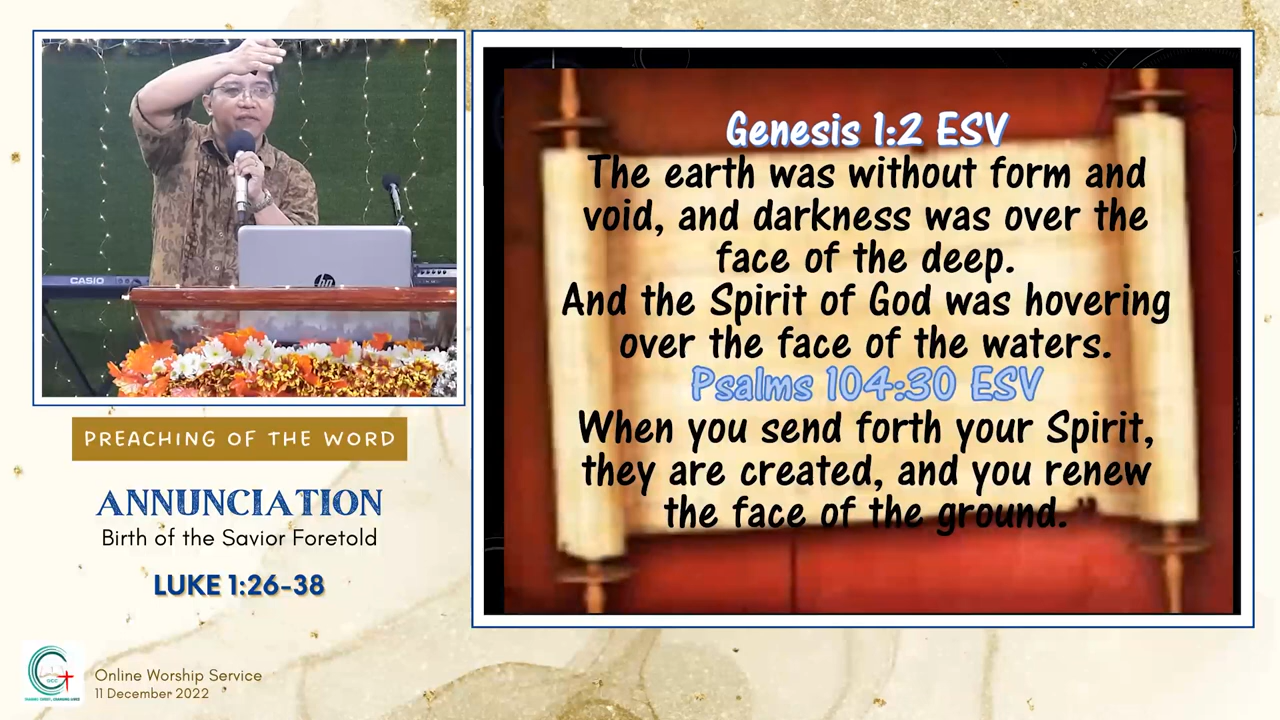 CASIO
hp
PREACHING OF THE WORD
ANNUNCIATION
Birth of the Savior Foretold
LUKE 1:26-38
Online Worship Service
11 December 2022
Genesis 1:2 ESV
The earth was without form and
void, and darkness was over the
face of the deep.
And the Spirit of God was hovering
over the face of the waters.
Psalms 104:30 ESV
When you send forth your Spirit,
they are created, and you renew
the face of the ground."